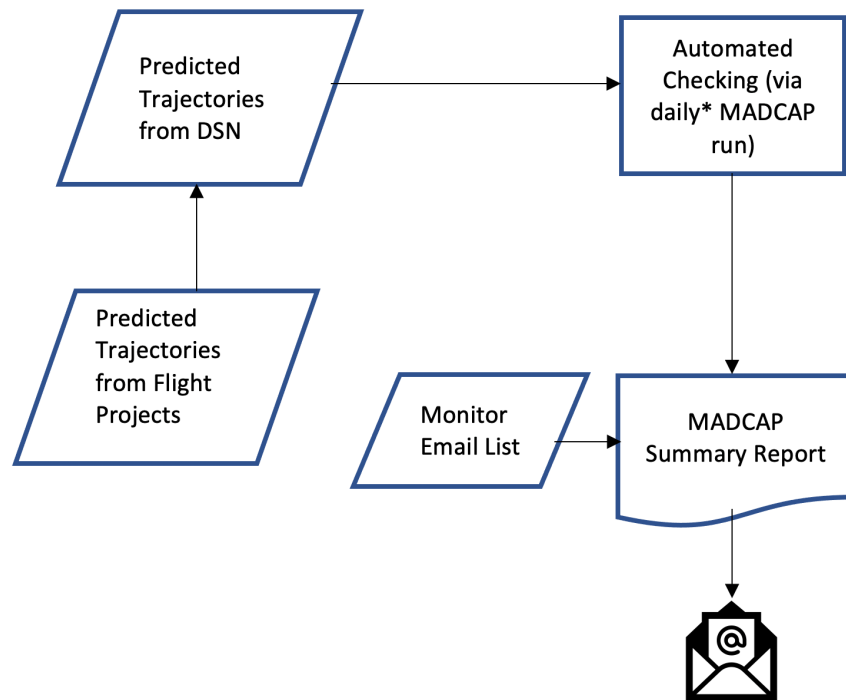 Predicted
Trajectories
from DSN
Automated
Checking (via
daily* MADCAP
run)
Predicted
Trajectories
from Flight
Projects
Monitor
Email List
MADCAP
Summary Report
@